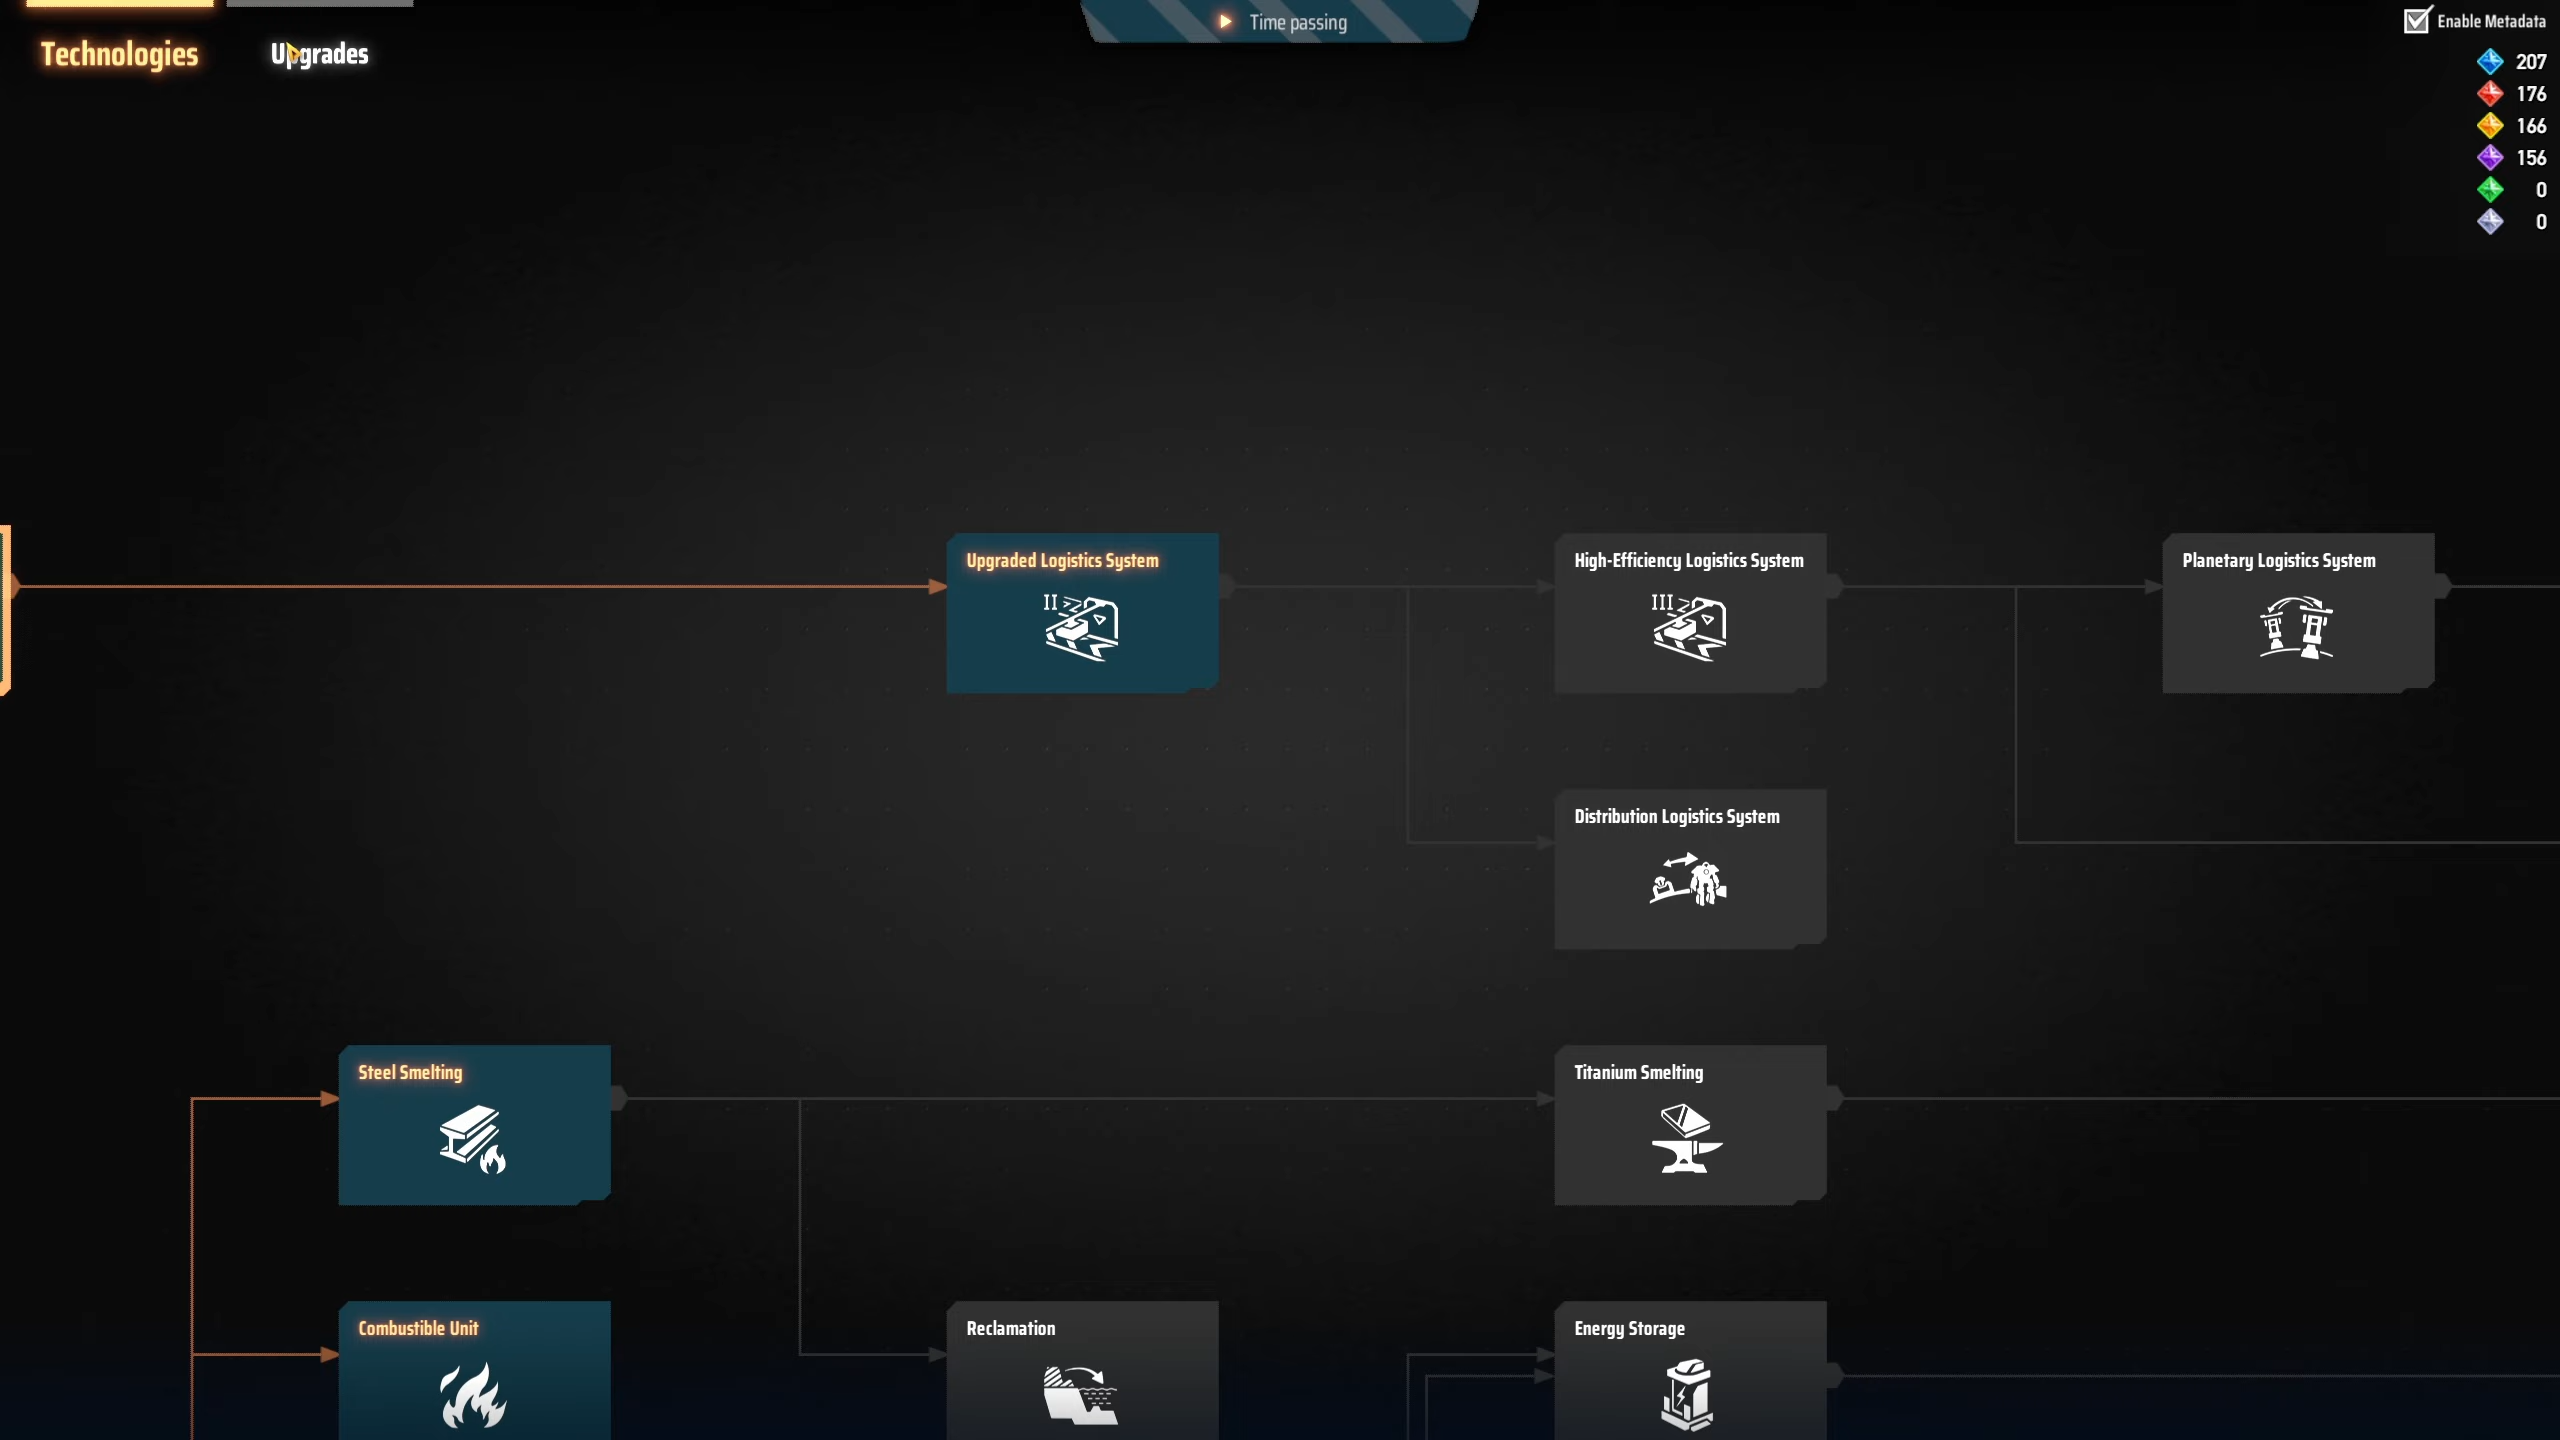 Technologies
Upgrades
Time passing
Enable Metadata
207
176
166
156
0
0
Upgraded Logistics System
II
High-Efficiency Logistics System
III
Planetary Logistics System
Distribution Logistics System
Steel Smelting
Titanium Smelting
Combustible Unit
Reclamation
Energy Storage